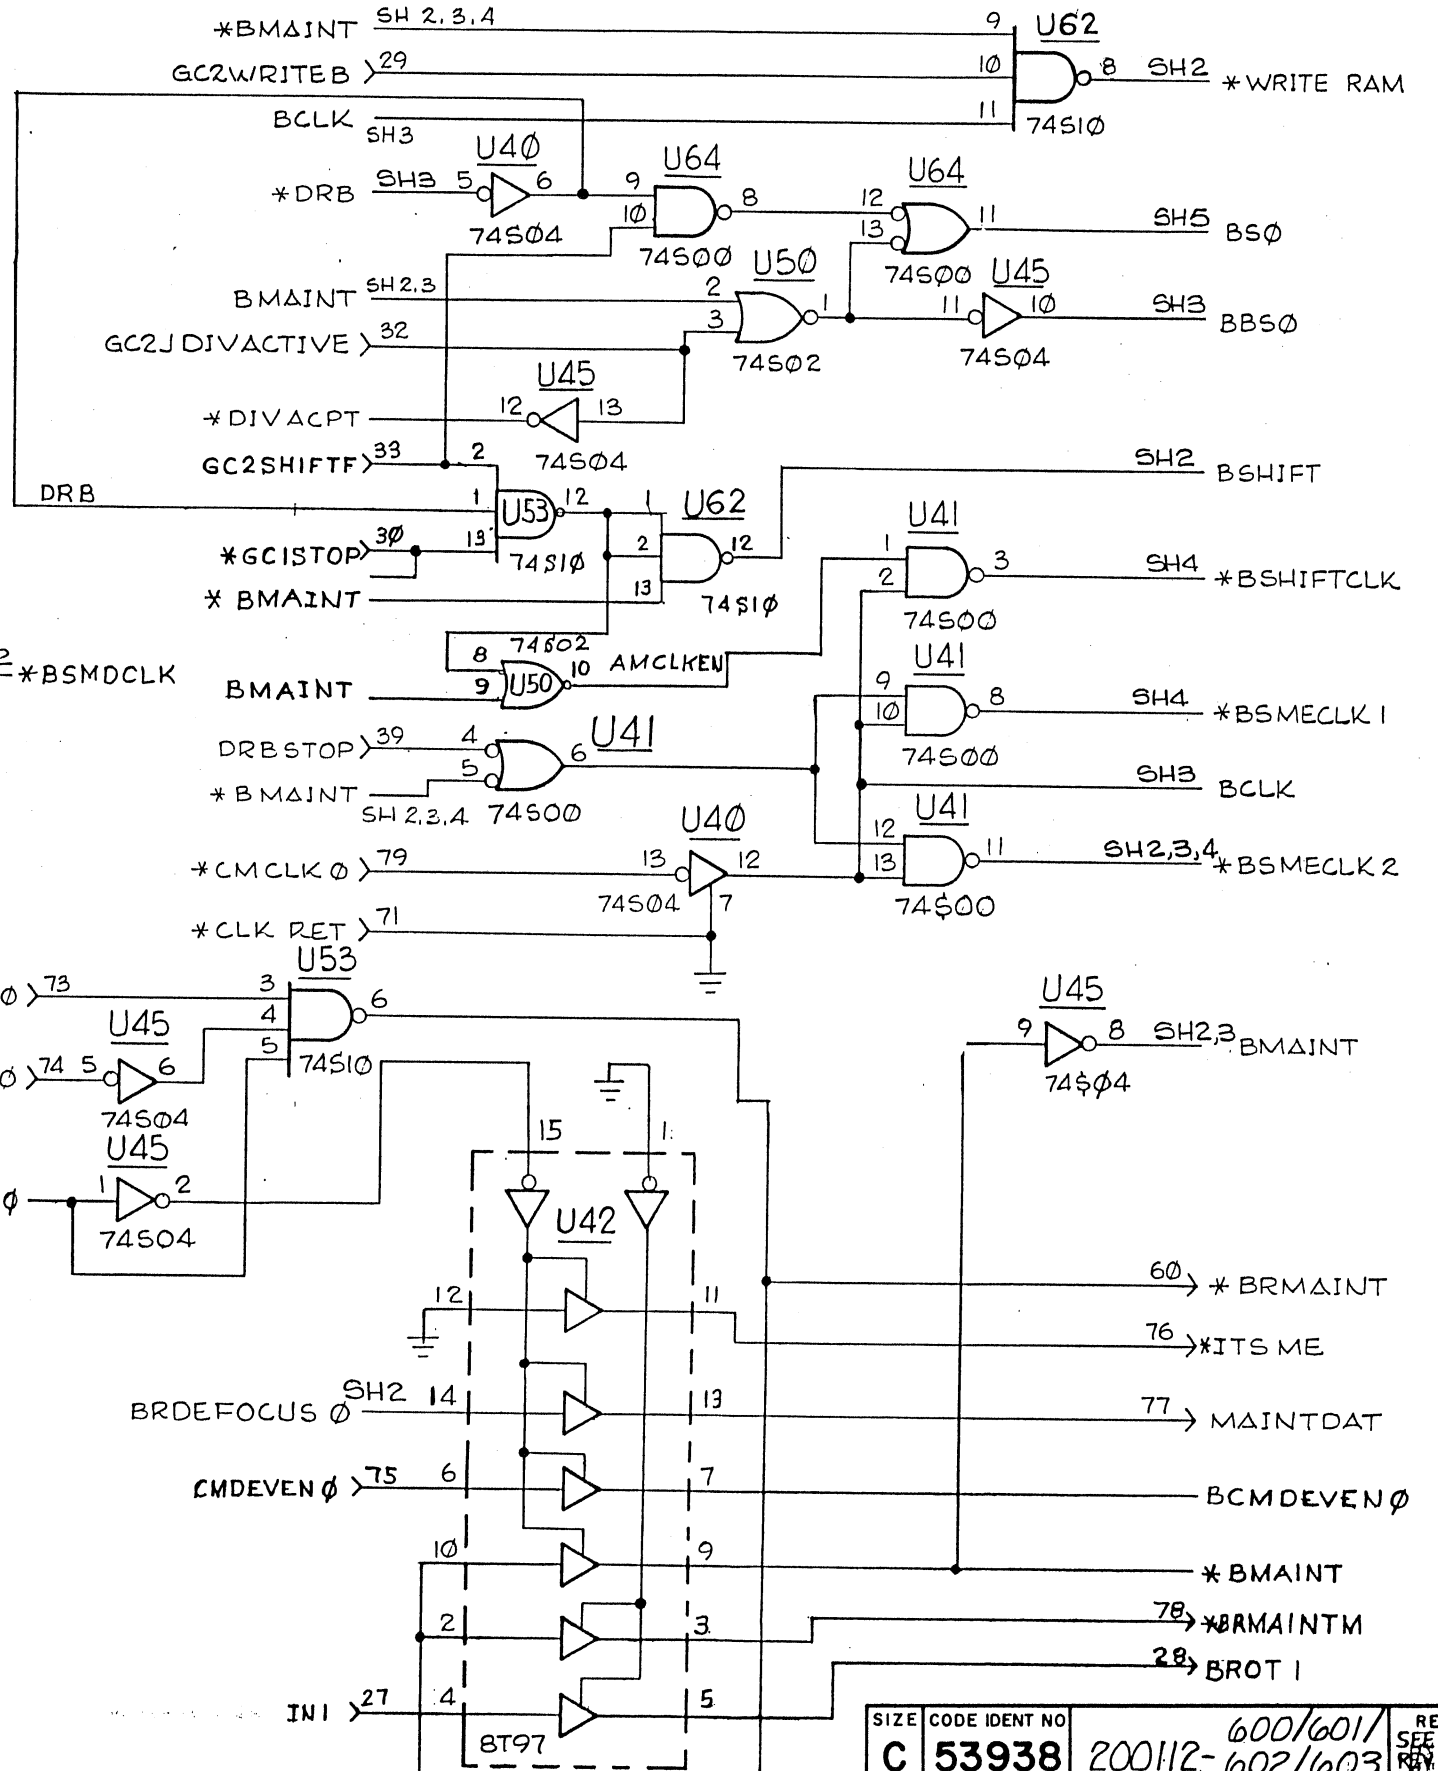 *BMAINT SH 2,3,4 9 U62
GC2WRITEB 29 10 8 SH2 *WRITE RAM
BCLK SH3 11 74S10
U40 U64 U64
*DRB SH3 5 6 9 10 8 12 13 11 SH5 BSØ
74S04 74S00 74S00
U50 U45
BMAINT SH2,3 2 3 1 11 10 SH3 BBSØ
GC2JDIVACTIVE 32 74S02 74S04
U45
*DIVACPT 12 13
74S04
GC2SHIFTF 33 2
SH2 BSHIFT
DRB 1 U53 12 1 U62 U41
*GC1STOP 30 13 74S10 2 12 1 2 3 SH4 *BSHIFTCLK
* BMAINT 13 74S10 74S00
74S02
*BSMDCLK 8 10 AMCLKEN U41
BMAINT 9 U50 9 10 8 SH4 *BSMECLK1
74S00
DRBSTOP 39 4 U41
*BMAINT 5 6 SH3 BCLK
SH 2,3,4 74S00
U40 U41
*CMCLKØ 79 13 12 12 13 11 SH2,3,4 *BSMECLK2
74S04 7 74S00
*CLK RET 71
U53
Ø 73 3 6 U45
U45 4 9 8 SH2,3 BMAINT
Ø 74 5 6 5 74S10 74S04
74S04
U45 15 1
Ø 1 2
74S04 U42
60 * BRMAINT
12 11 76 *ITS ME
BRDEFOCUS Ø SH2 14 13 77 MAINTDAT
CMDEVENØ 75 6 7 BCMDEVENØ
10 9 * BMAINT
2 3 78 *BRMAINTM
28 BROT 1
IN1 27 4 5
8T97
SIZE CODE IDENT NO 600/601/ RE
C 53938 200112- 602/603 SEE